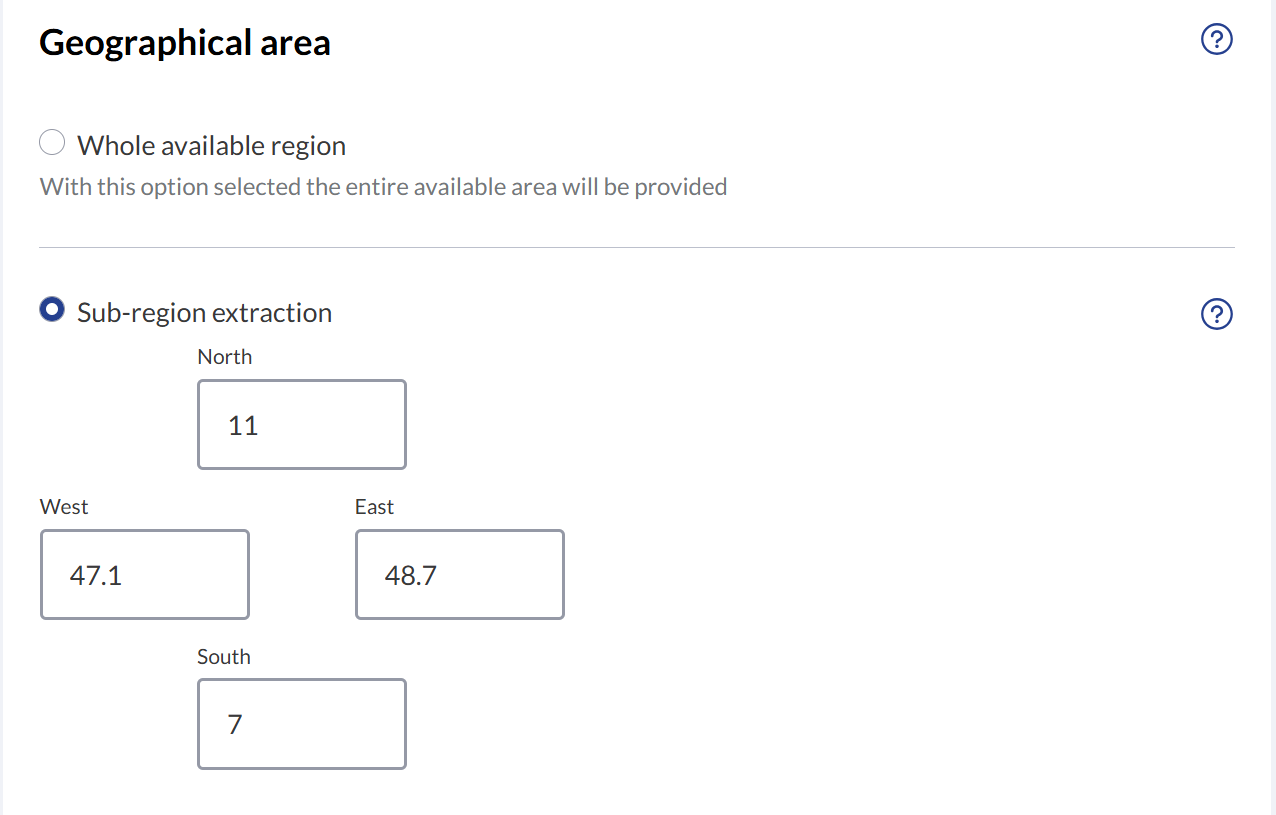 Geographical area
?
Whole available region
With this option selected the entire available area will be provided
Sub-region extraction
?
North
11
West East
47.1 48.7
South
7